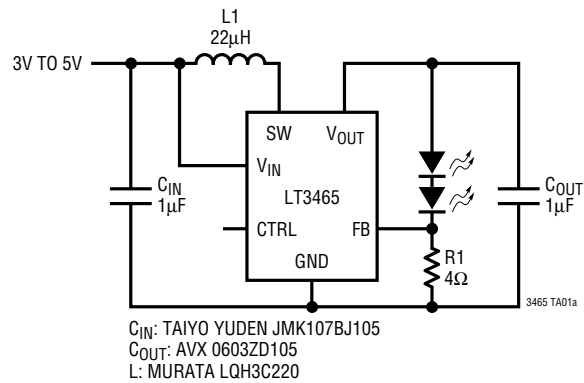 L1
22µH
3V TO 5V
SW
VOUT
VIN
CIN
1µF
LT3465
COUT
1µF
CTRL
FB
GND
R1
4Ω
3465 TA01a
CIN: TAIYO YUDEN JMK107BJ105
COUT: AVX 0603ZD105
L: MURATA LQH3C220